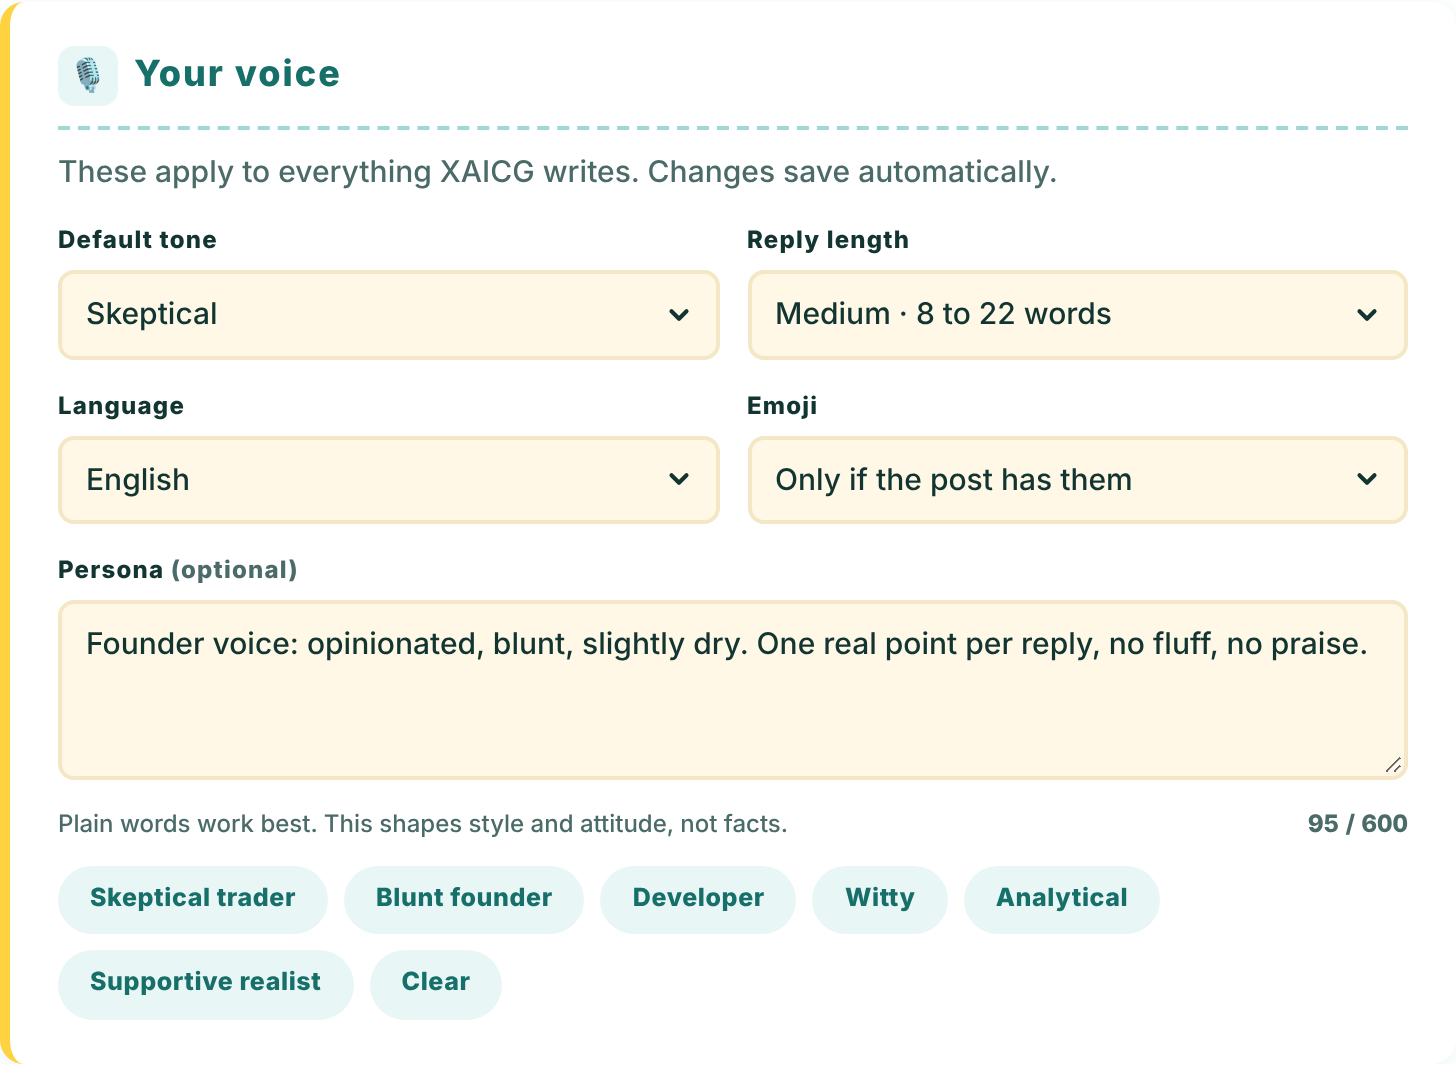 Your voice
These apply to everything XAICG writes. Changes save automatically.
Default tone
Reply length
Skeptical
Medium · 8 to 22 words
Language
Emoji
English
Only if the post has them
Persona (optional)
Founder voice: opinionated, blunt, slightly dry. One real point per reply, no fluff, no praise.
Plain words work best. This shapes style and attitude, not facts.
95 / 600
Skeptical trader
Blunt founder
Developer
Witty
Analytical
Supportive realist
Clear